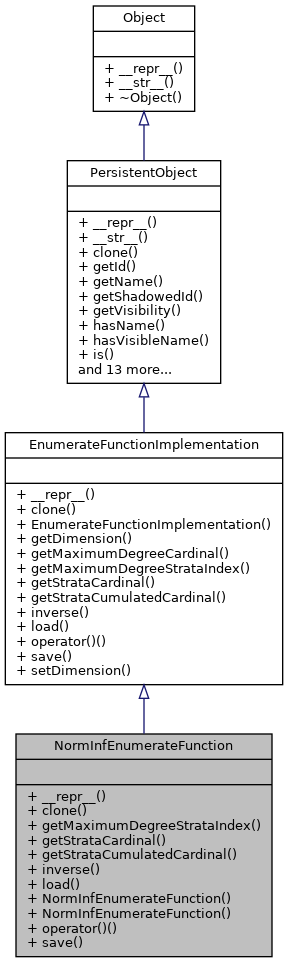 Object
+ __repr__()
+ __str__()
+ ~Object()
PersistentObject
+ __repr__()
+ __str__()
+ clone()
+ getId()
+ getName()
+ getShadowedId()
+ getVisibility()
+ hasName()
+ hasVisibleName()
+ is()
and 13 more...
EnumerateFunctionImplementation
+ __repr__()
+ clone()
+ EnumerateFunctionImplementation()
+ getDimension()
+ getMaximumDegreeCardinal()
+ getMaximumDegreeStrataIndex()
+ getStrataCardinal()
+ getStrataCumulatedCardinal()
+ inverse()
+ load()
+ operator()()
+ save()
+ setDimension()
NormInfEnumerateFunction
+ __repr__()
+ clone()
+ getMaximumDegreeStrataIndex()
+ getStrataCardinal()
+ getStrataCumulatedCardinal()
+ inverse()
+ load()
+ NormInfEnumerateFunction()
+ NormInfEnumerateFunction()
+ operator()()
+ save()